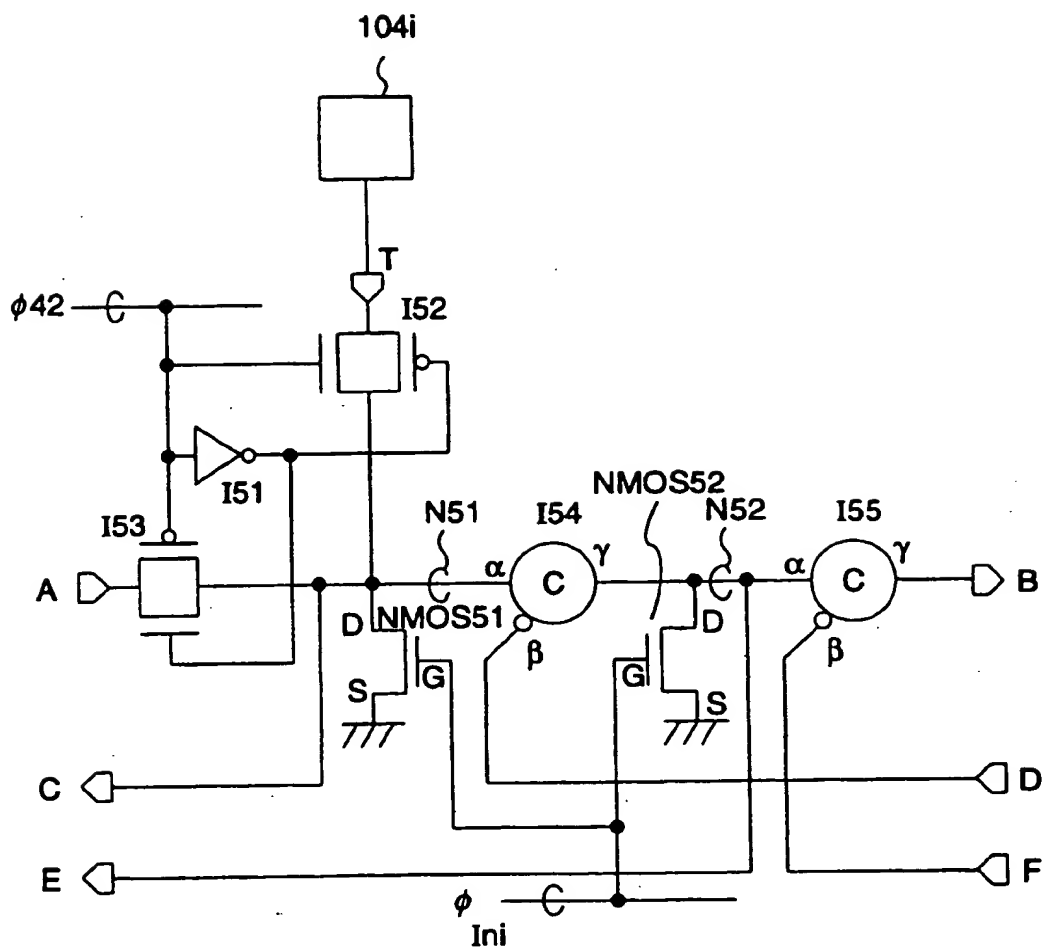 104i
T
ϕ42
I52
I51
NMOS52
I53
N51
I54
N52
I55
γ
γ
α
α
A
C
C
B
D
NMOS51
D
β
β
G
G
S
S
C
D
E
F
ϕ
Ini